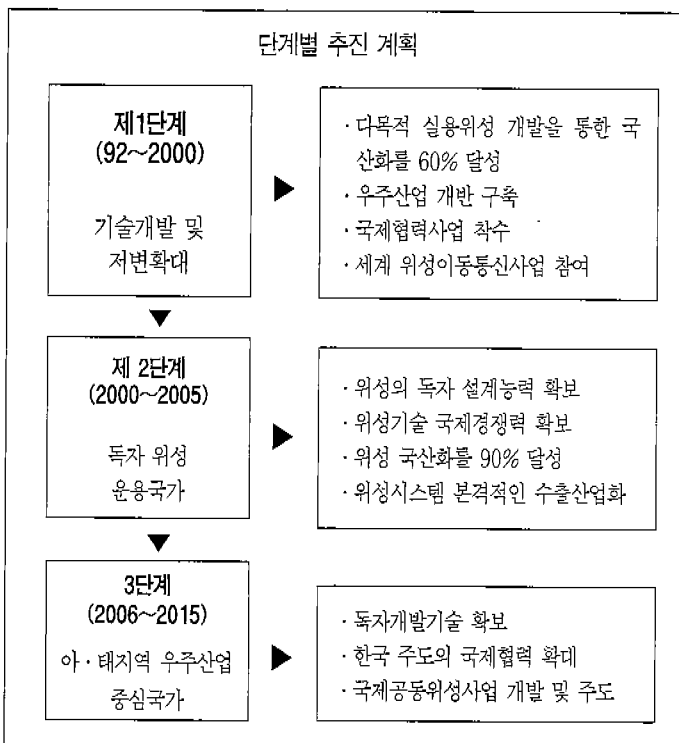 단계별 추진 계획
제1단계
(92~2000)
기술개발 및
저변확대
· 다목적 실용위성 개발을 통한 국
산화를 60% 달성
· 우주산업 개반 구축
· 국제협력사업 착수
· 세계 위성이동통신사업 참여
제 2단계
(2000~2005)
독자 위성
운용국가
· 위성의 독자 설계능력 확보
· 위성기술 국제경쟁력 확보
· 위성 국산화를 90% 달성
· 위성시스템 본격적인 수출산업화
3단계
(2006~2015)
아 · 태지역 우주산업
중심국가
· 독자개발기술 확보
· 한국 주도의 국제협력 확대
· 국제공동위성사업 개발 및 주도